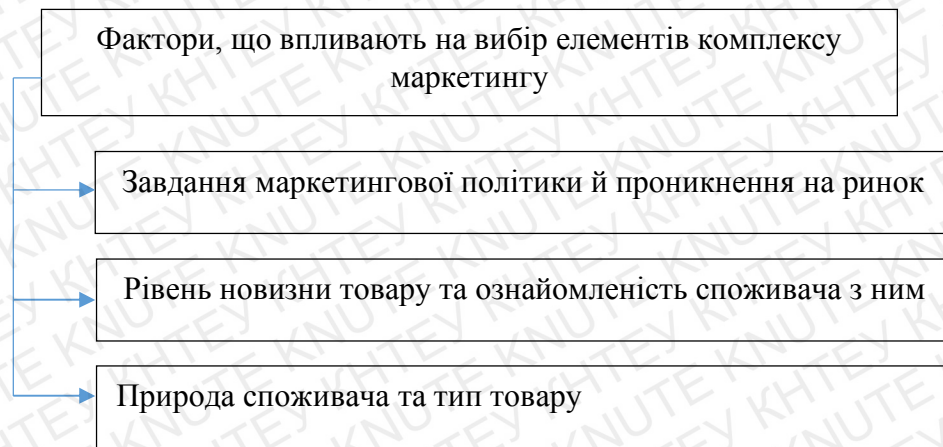 Фактори, що впливають на вибір елементів комплексу
маркетингу
Завдання маркетингової політики й проникнення на ринок
Рівень новизни товару та ознайомленість споживача з ним
Природа споживача та тип товару